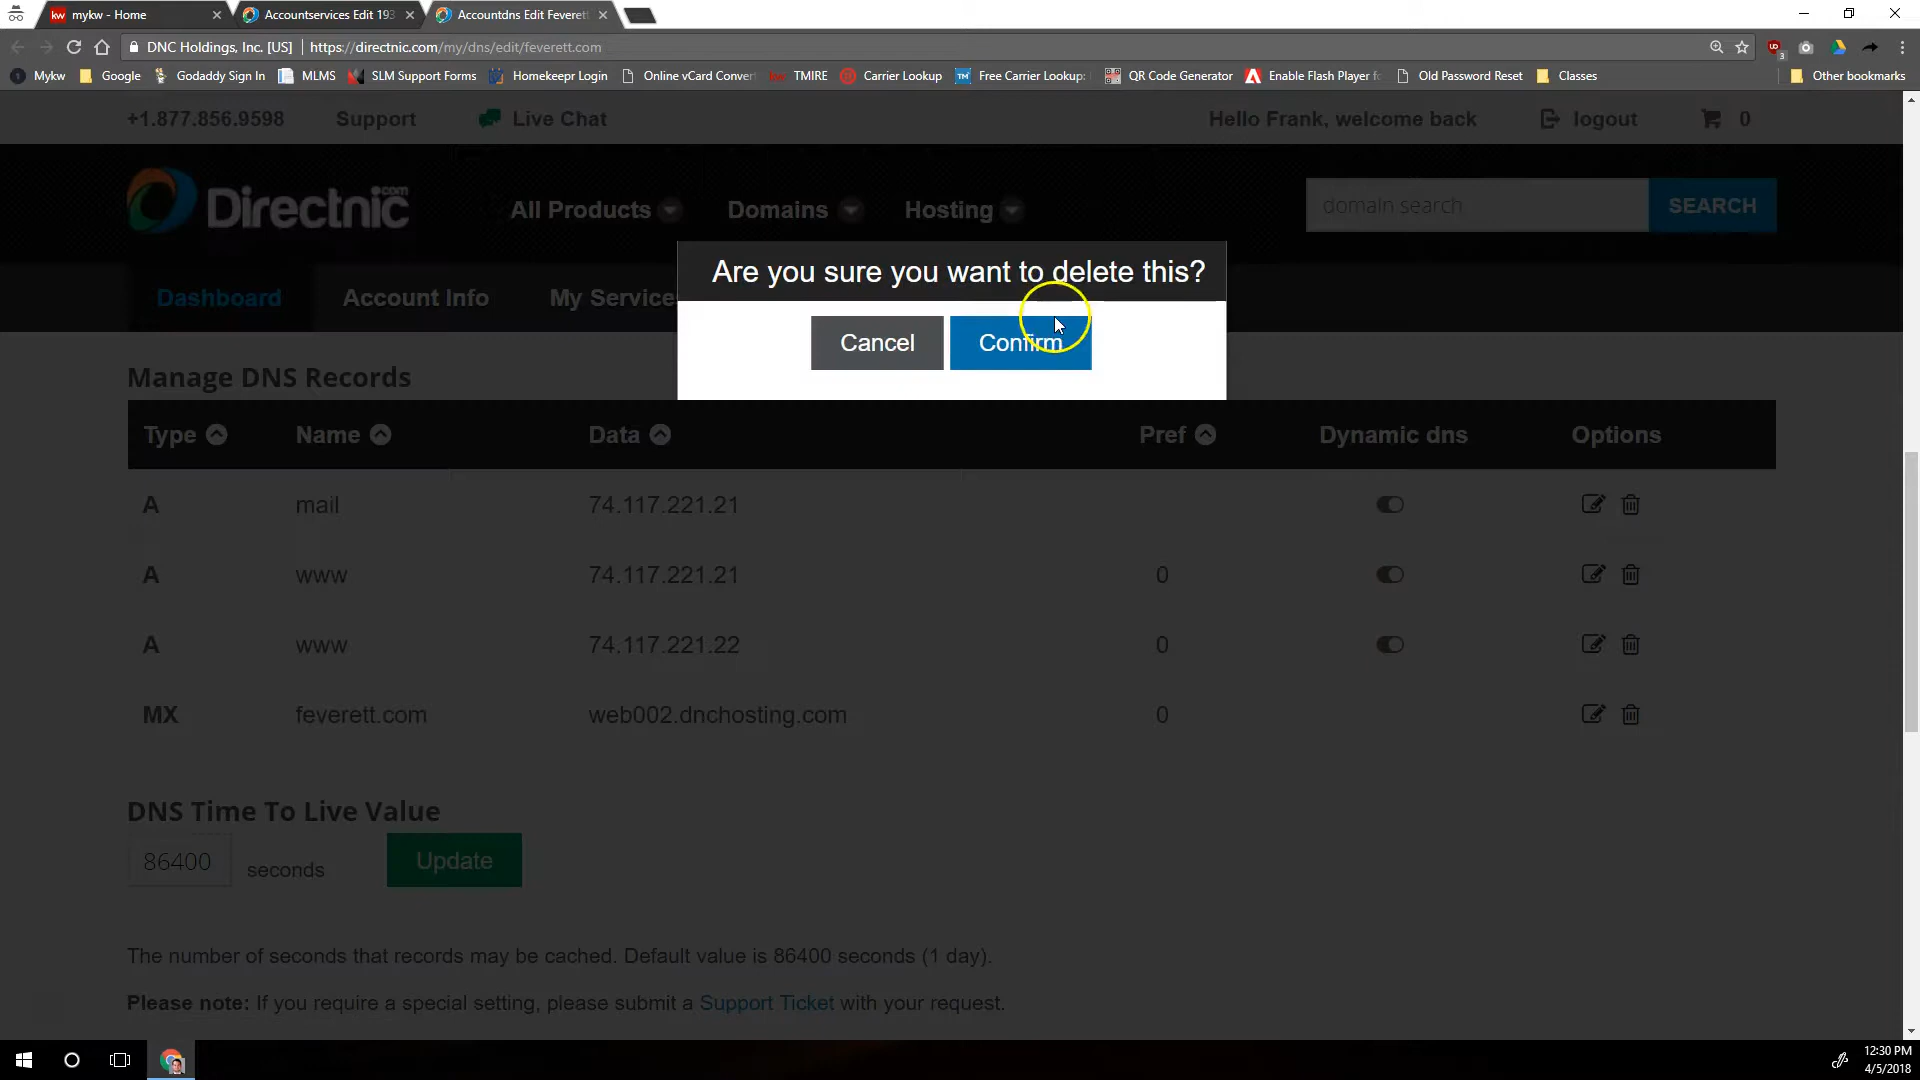 mykw - Home
Accountservices Edit 193
Accountdns Edit Feverett
DNC Holdings, Inc. [US] https://directnic.com/my/dns/edit/feverett.com
Mykw Google Godaddy Sign In MLMS SLM Support Forms Homekeepr Login Online vCard Convert TMIRE Carrier Lookup Free Carrier Lookup: QR Code Generator Enable Flash Player fo Old Password Reset Classes Other bookmarks
+1.877.856.9598 Support Live Chat Hello Frank, welcome back logout 0
Directnic.com All Products Domains Hosting domain search SEARCH
Are you sure you want to delete this?
Dashboard Account Info My Service
Cancel Confirm
Manage DNS Records
Type Name Data Pref Dynamic dns Options
A mail 74.117.221.21
A www 74.117.221.21 0
A www 74.117.221.22 0
MX feverett.com web002.dnchosting.com 0
DNS Time To Live Value
86400 seconds Update
The number of seconds that records may be cached. Default value is 86400 seconds (1 day).
Please note: If you require a special setting, please submit a Support Ticket with your request.
12:30 PM
4/5/2018